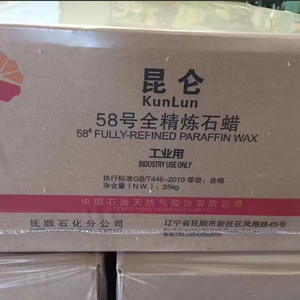 昆仑
KunLun
58号全精炼石蜡
58# FULLY-REFINED PARAFFIN WAX
工业用
INDUSTRY USE ONLY
执行标准GB/T446-2010 等级：合格
净含量（N.W.）：25kg
中国石油天然气股份有限公司
PETROCHINA COMPANY LIMITED
抚顺石化分公司
辽宁省抚顺市新抚区凤翔路45号